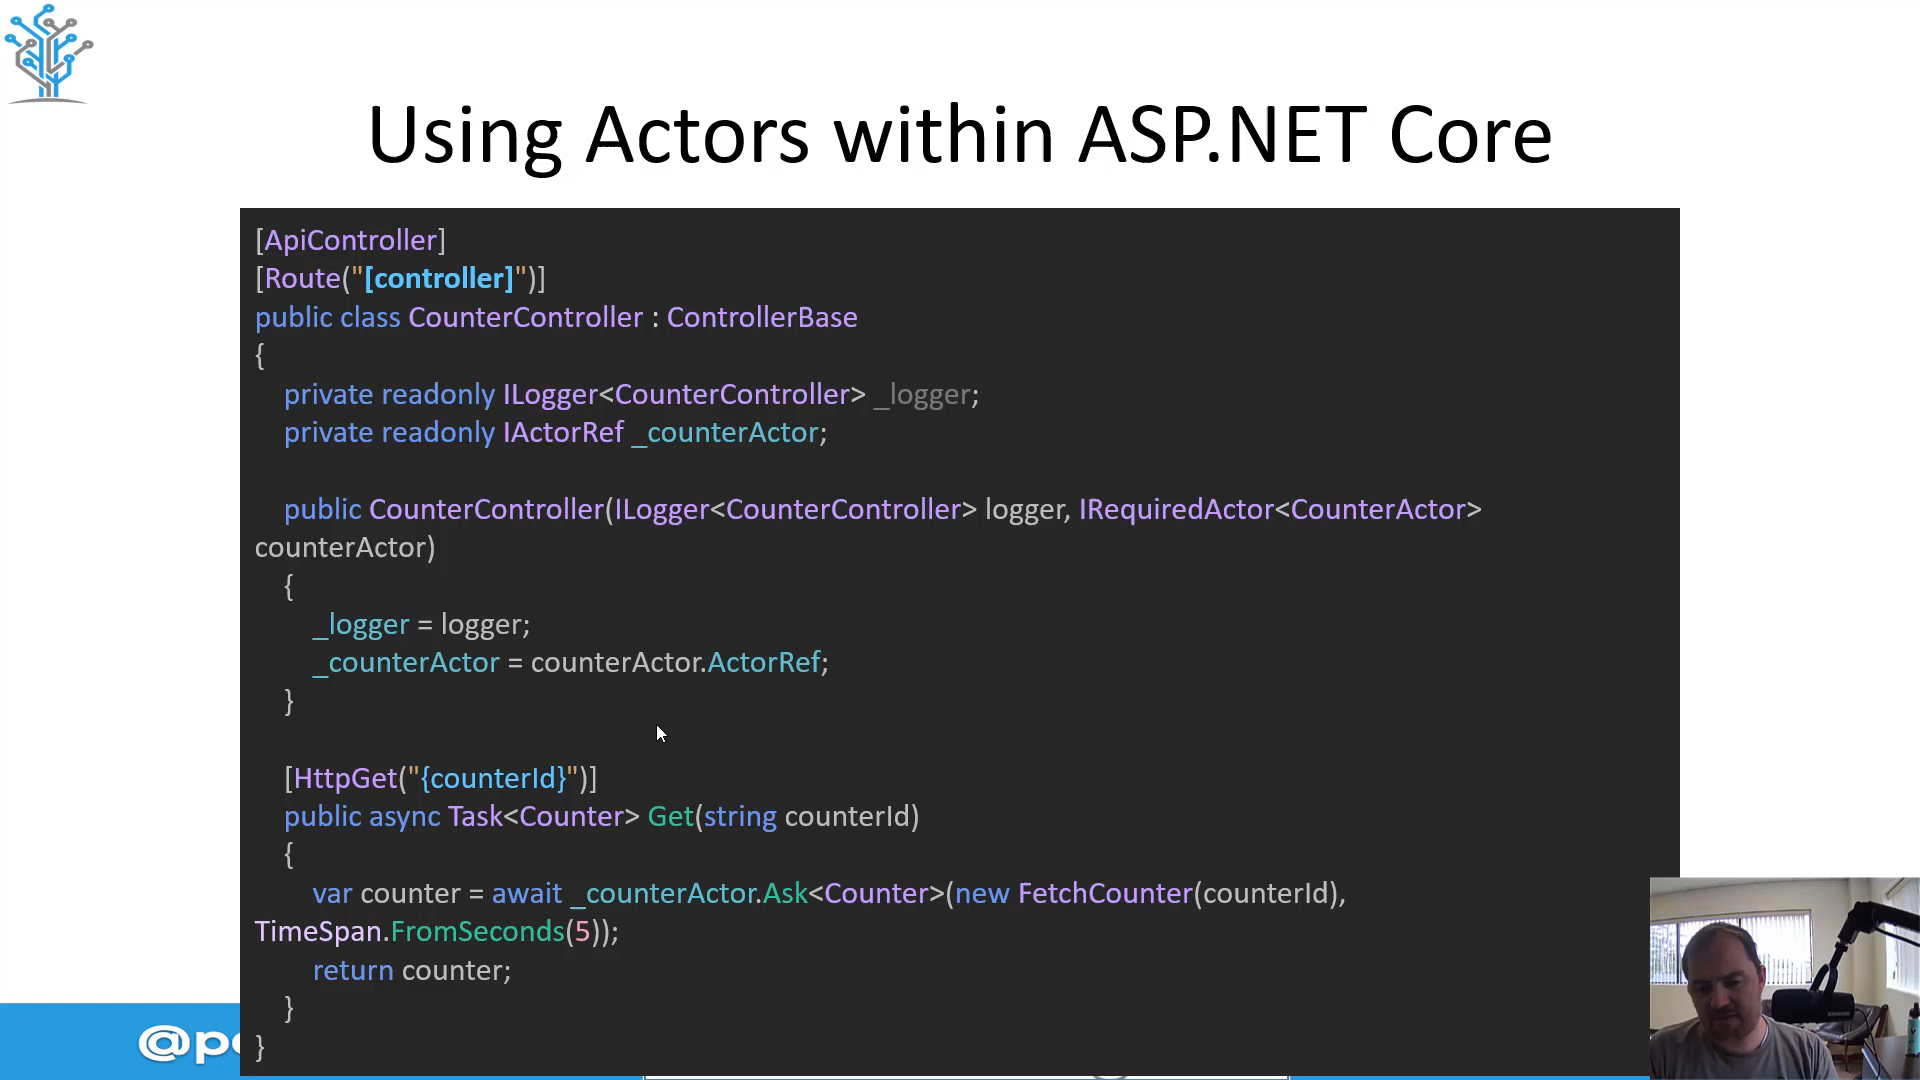 Using Actors within ASP.NET Core
[ApiController]
[Route("[controller]")]
public class CounterController : ControllerBase
{
private readonly ILogger<CounterController> _logger;
private readonly IActorRef _counterActor;
public CounterController(ILogger<CounterController> logger, IRequiredActor<CounterActor>
counterActor)
{
_logger = logger;
_counterActor = counterActor.ActorRef;
}
[HttpGet("{counterId}")]
public async Task<Counter> Get(string counterId)
{
var counter = await _counterActor.Ask<Counter>(new FetchCounter(counterId),
TimeSpan.FromSeconds(5));
return counter;
}
}